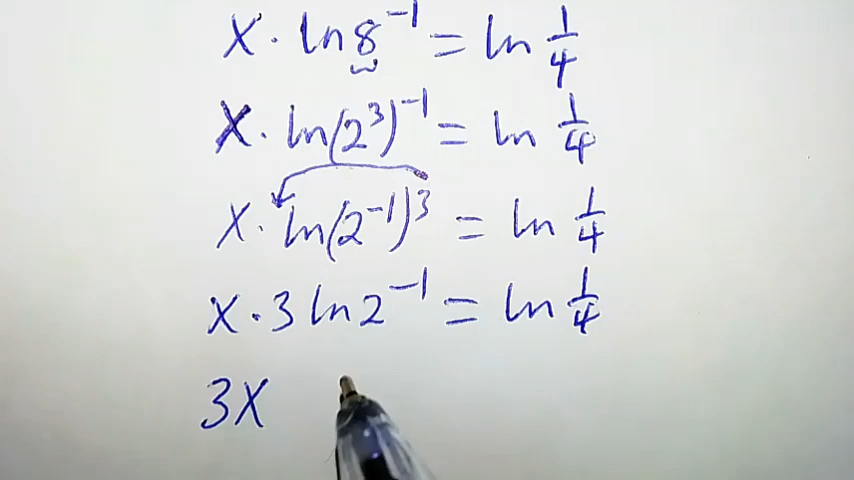 X · ln 8⁻¹ = ln 1/4
X · ln(2³)⁻¹ = ln 1/4
X · ln(2⁻¹)³ = ln 1/4
X · 3 ln 2⁻¹ = ln 1/4
3X